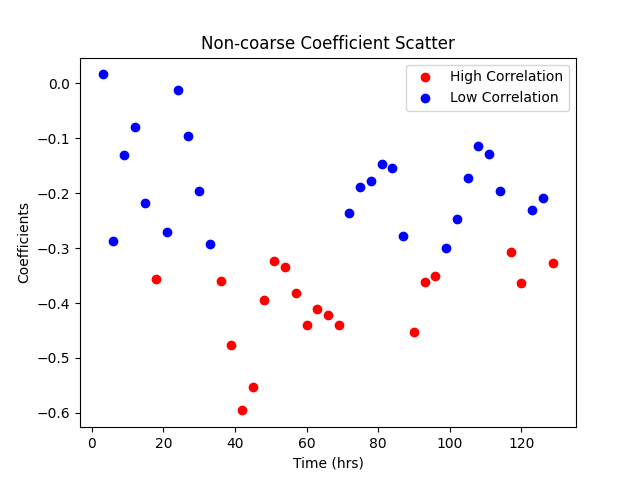 Non-coarse Coefficient Scatter
High Correlation
Low Correlation
0.0
−0.1
−0.2
−0.3
−0.4
−0.5
−0.6
Coefficients
0 20 40 60 80 100 120
Time (hrs)